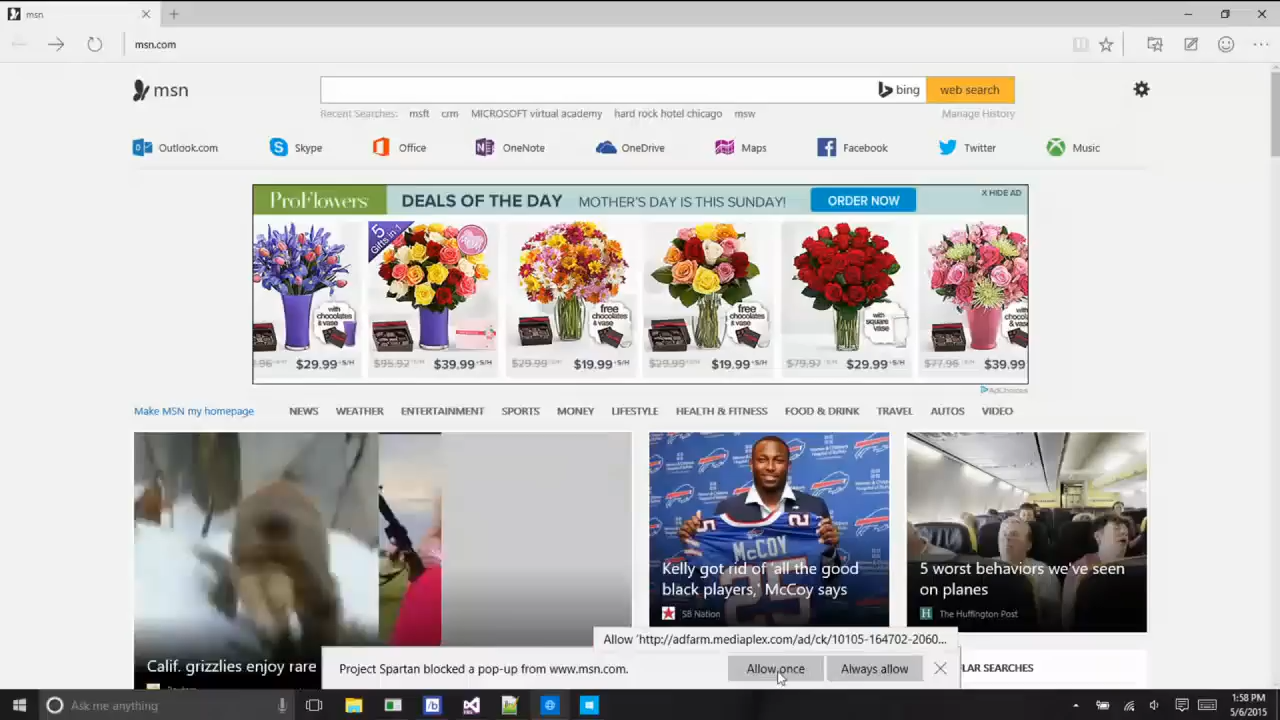 msn
msn.com
msn
bing
web search
Recent Searches: msft crm MICROSOFT virtual academy hard rock hotel chicago msw
Manage History
Outlook.com
Skype
Office
OneNote
OneDrive
Maps
Facebook
Twitter
Music
ProFlowers
DEALS OF THE DAY
MOTHER'S DAY IS THIS SUNDAY!
ORDER NOW
X HIDE AD
5 Gifts in 1
with chocolates & vase
free chocolates & vase
free chocolates & vase
with square vase
$29.99 +S/H
$39.99 +S/H
$29.99
$19.99 +S/H
$29.99
$19.99 +S/H
$29.99 +S/H
$39.99
AdChoices
Make MSN my homepage
NEWS WEATHER ENTERTAINMENT SPORTS MONEY LIFESTYLE HEALTH & FITNESS FOOD & DRINK TRAVEL AUTOS VIDEO
McCOY
Kelly got rid of 'all the good
black players,' McCoy says
SB Nation
5 worst behaviors we've seen
on planes
H The Huffington Post
Calif. grizzlies enjoy rare
Allow 'http://adfarm.mediaplex.com/ad/ck/10105-164702-2060...
Project Spartan blocked a pop-up from www.msn.com.
Allow once
Always allow
LAR SEARCHES
Ask me anything
1:58 PM
5/6/2015